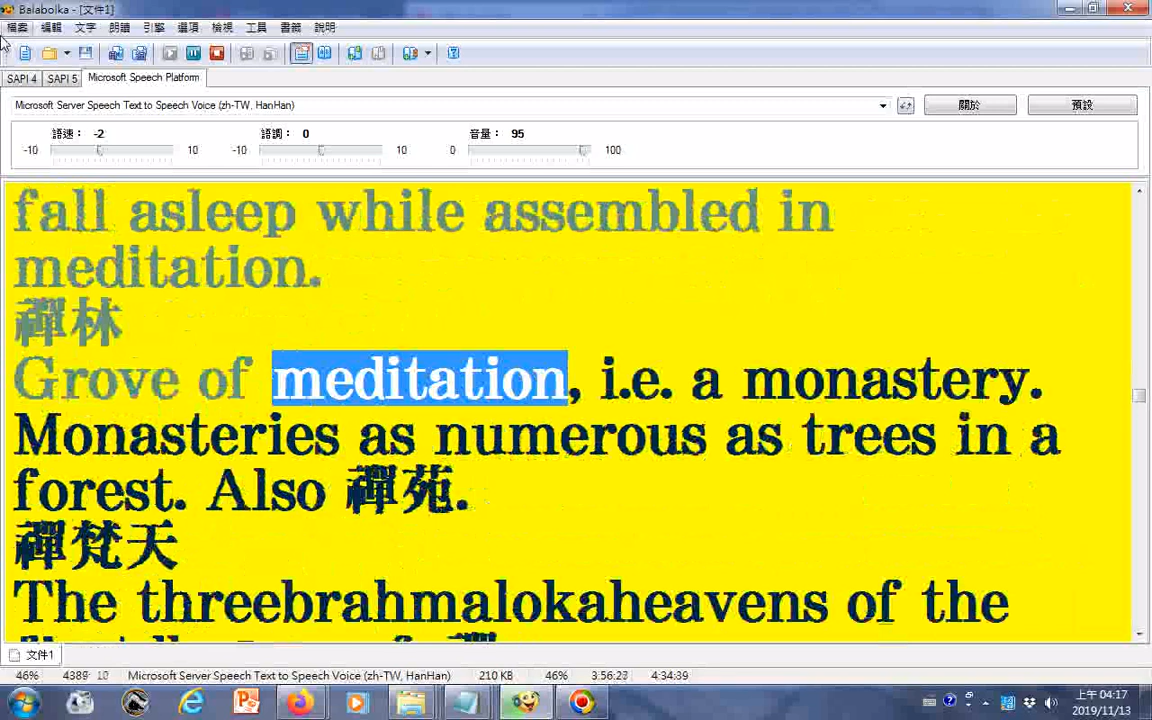 Balabolka - [文件1]
檔案 編輯 文字 朗讀 引擎 選項 檢視 工具 書籤 說明
SAPI 4 SAPI 5 Microsoft Speech Platform
Microsoft Server Speech Text to Speech Voice (zh-TW, HanHan) 關於 預設
語速： -2 語調： 0 音量： 95
-10 10 -10 10 0 100
fall asleep while assembled in
meditation.
禪林
Grove of meditation, i.e. a monastery.
Monasteries as numerous as trees in a
forest. Also 禪苑.
禪梵天
The threebrahmalokaheavens of the
文件1
46% Microsoft Server Speech Text to Speech Voice (zh-TW, HanHan) 210 KB 46% 3:56:23 4:34:39
上午 04:17
2019/11/13